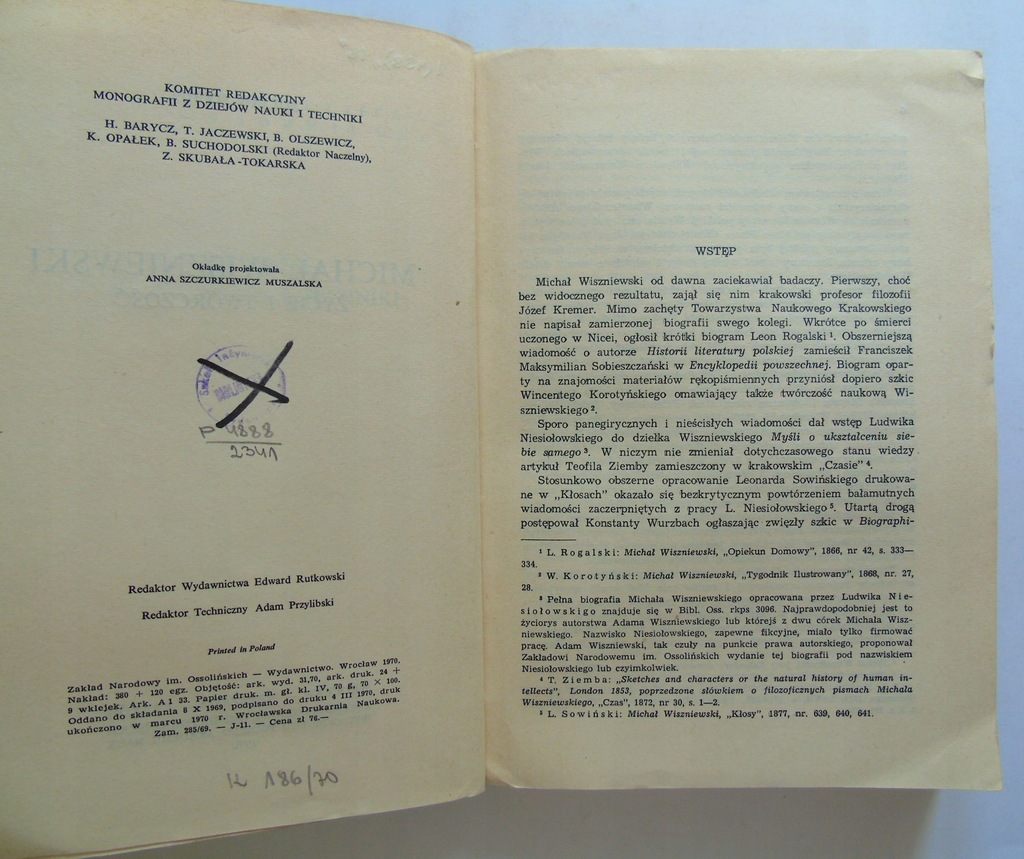 KOMITET REDAKCYJNY
MONOGRAFII Z DZIEJÓW NAUKI I TECHNIKI
H. BARYCZ, T. JACZEWSKI, B. OLSZEWICZ,
K. OPAŁEK, B. SUCHODOLSKI (Redaktor Naczelny),
Z. SKUBAŁA-TOKARSKA
Okładkę projektowała
ANNA SZCZURKIEWICZ MUSZALSKA
P 4888
2341
Redaktor Wydawnictwa Edward Rutkowski
Redaktor Techniczny Adam Przylibski
Printed in Poland
Zakład Narodowy im. Ossolińskich — Wydawnictwo. Wrocław 1970.
Nakład: 380 + 120 egz. Objętość: ark. wyd. 31,70, ark. druk. 24 +
9 wklejek, Ark. A1 33. Papier druk. m. gł. kl. IV, 70 g, 70 × 100.
Oddano do składania 8 X 1969, podpisano do druku 4 III 1970, druk
ukończono w marcu 1970 r. Wrocławska Drukarnia Naukowa.
Zam. 285/69. — J-11. — Cena zł 76.—
K 186/70
WSTĘP
Michał Wiszniewski od dawna zaciekawiał badaczy. Pierwszy, choć
bez widocznego rezultatu, zajął się nim krakowski profesor filozofii
Józef Kremer. Mimo zachęty Towarzystwa Naukowego Krakowskiego
nie napisał zamierzonej biografii swego kolegi. Wkrótce po śmierci
uczonego w Nicei, ogłosił krótki biogram Leon Rogalski¹. Obszerniejszą
wiadomość o autorze Historii literatury polskiej zamieścił Franciszek
Maksymilian Sobieszczański w Encyklopedii powszechnej. Biogram opar-
ty na znajomości materiałów rękopiśmiennych przyniósł dopiero szkic
Wincentego Korotyńskiego omawiający także twórczość naukową Wi-
szniewskiego².
Sporo panegirycznych i nieścisłych wiadomości dał wstęp Ludwika
Niesiołowskiego do dziełka Wiszniewskiego Myśli o ukształceniu sie-
bie samego³. W niczym nie zmieniał dotychczasowego stanu wiedzy
artykuł Teofila Ziemby zamieszczony w krakowskim „Czasie”⁴.
Stosunkowo obszerne opracowanie Leonarda Sowińskiego drukowa-
ne w „Kłosach” okazało się bezkrytycznym powtórzeniem bałamutnych
wiadomości zaczerpniętych z pracy L. Niesiołowskiego⁵. Utartą drogą
postępował Konstanty Wurzbach ogłaszając zwięzły szkic w Biographi-
¹ L. Rogalski: Michał Wiszniewski, „Opiekun Domowy”, 1866, nr 42, s. 333—
334.
² W. Korotyński: Michał Wiszniewski, „Tygodnik Ilustrowany”, 1868, nr. 27,
28.
³ Pełna biografia Michała Wiszniewskiego opracowana przez Ludwika Nie-
siołowskigo znajduje się w Bibl. Oss. rkps 3096. Najprawdopodobniej jest to
życiorys autorstwa Adama Wiszniewskiego lub którejś z dwu córek Michała Wisz-
niewskiego. Nazwisko Niesiołowskiego, zapewne fikcyjne, miało tylko firmować
pracę. Adam Wiszniewski, tak czuły na punkcie prawa autorskiego, proponował
Zakładowi Narodowemu im. Ossolińskich wydanie tej biografii pod nazwiskiem
Niesiołowskiego lub czyimkolwiek.
⁴ T. Ziemba: „Sketches and characters or the natural history of human in-
tellects”, London 1853, poprzedzone słówkiem o filozoficznych pismach Michała
Wiszniewskiego, „Czas”, 1872, nr 30, s. 1—2.
⁵ L. Sowiński: Michał Wiszniewski, „Kłosy”, 1877, nr. 639, 640, 641.